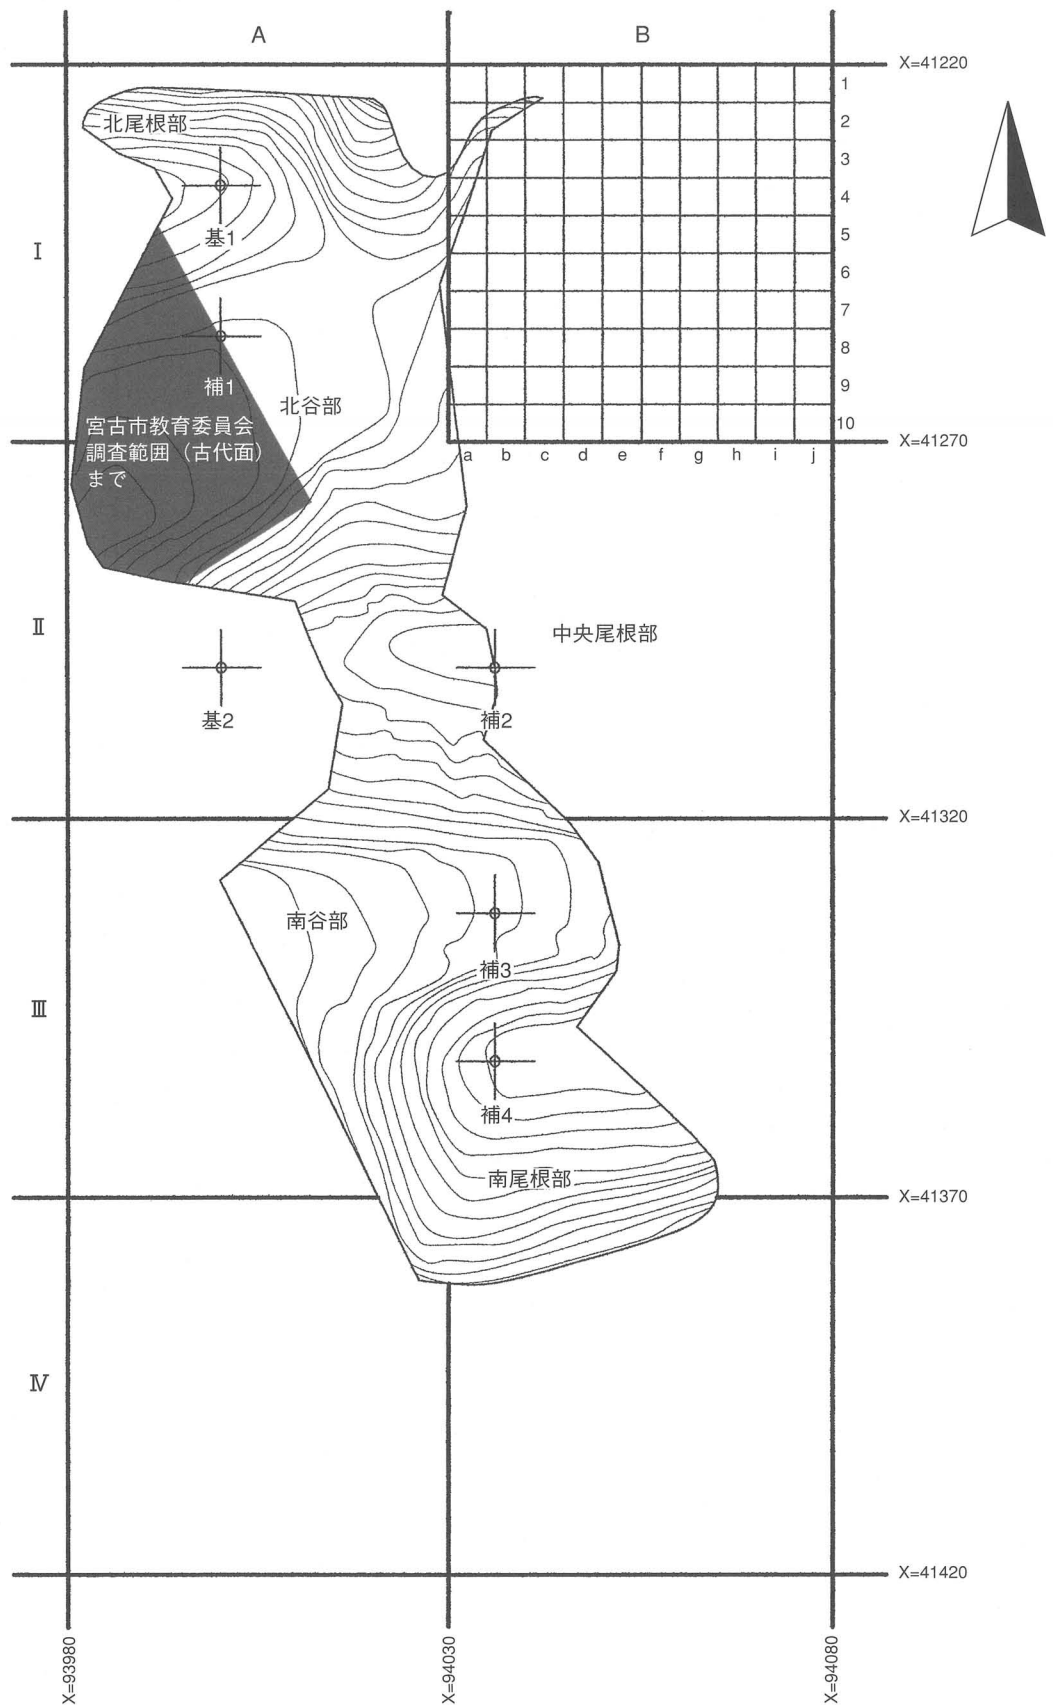 A
B
X=41220
1
2
3
4
5
6
7
8
9
10
北尾根部
基1
I
補1
北谷部
宮古市教育委員会
調査範囲（古代面）
まで
X=41270
a b c d e f g h i j
II
中央尾根部
基2
補2
X=41320
南谷部
補3
III
補4
南尾根部
X=41370
IV
X=41420
X=93980
X=94030
X=94080